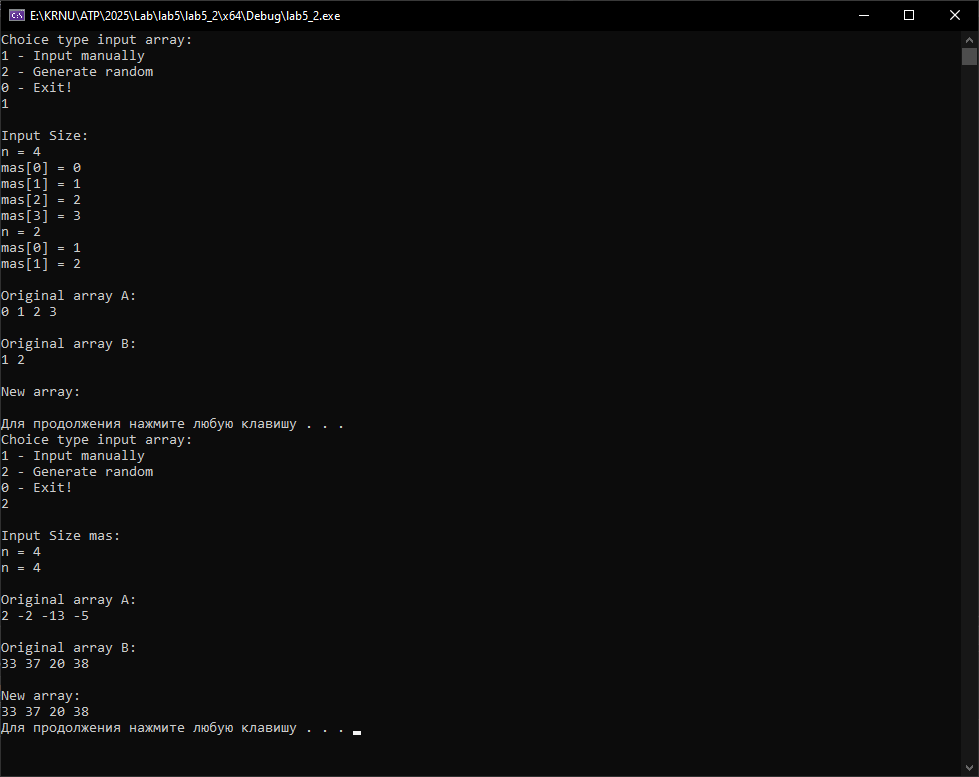 E:\KRNU\ATP\2025\Lab\lab5\lab5_2\x64\Debug\lab5_2.exe
Choice type input array:
1 - Input manually
2 - Generate random
0 - Exit!
1
Input Size:
n = 4
mas[0] = 0
mas[1] = 1
mas[2] = 2
mas[3] = 3
n = 2
mas[0] = 1
mas[1] = 2
Original array A:
0 1 2 3
Original array B:
1 2
New array:
Для продолжения нажмите любую клавишу . . .
Choice type input array:
1 - Input manually
2 - Generate random
0 - Exit!
2
Input Size mas:
n = 4
n = 4
Original array A:
2 -2 -13 -5
Original array B:
33 37 20 38
New array:
33 37 20 38
Для продолжения нажмите любую клавишу . . .